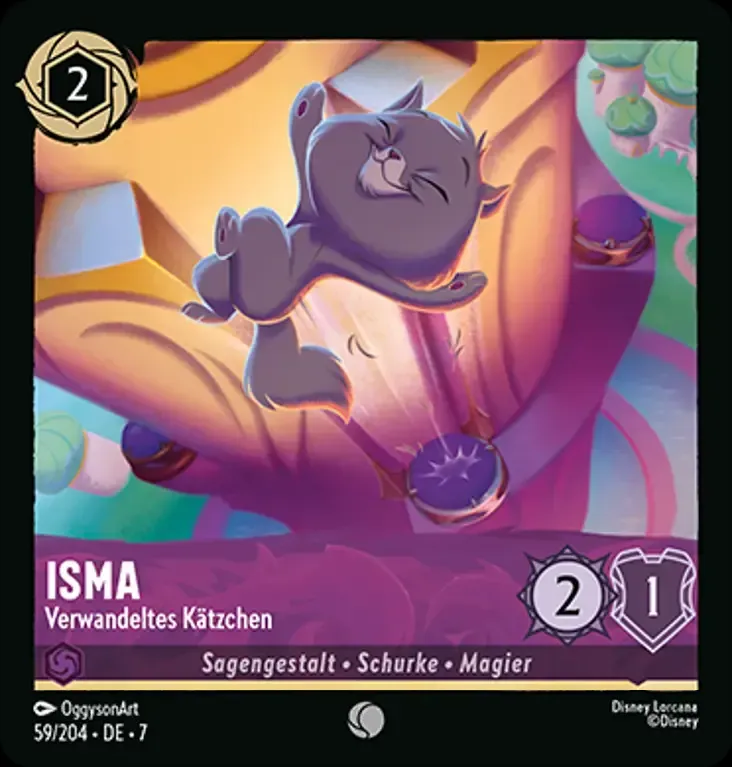 2
ISMA
Verwandeltes Kätzchen
2
1
Sagengestalt • Schurke • Magier
OggysonArt
59/204 • DE • 7
Disney Lorcana
©Disney